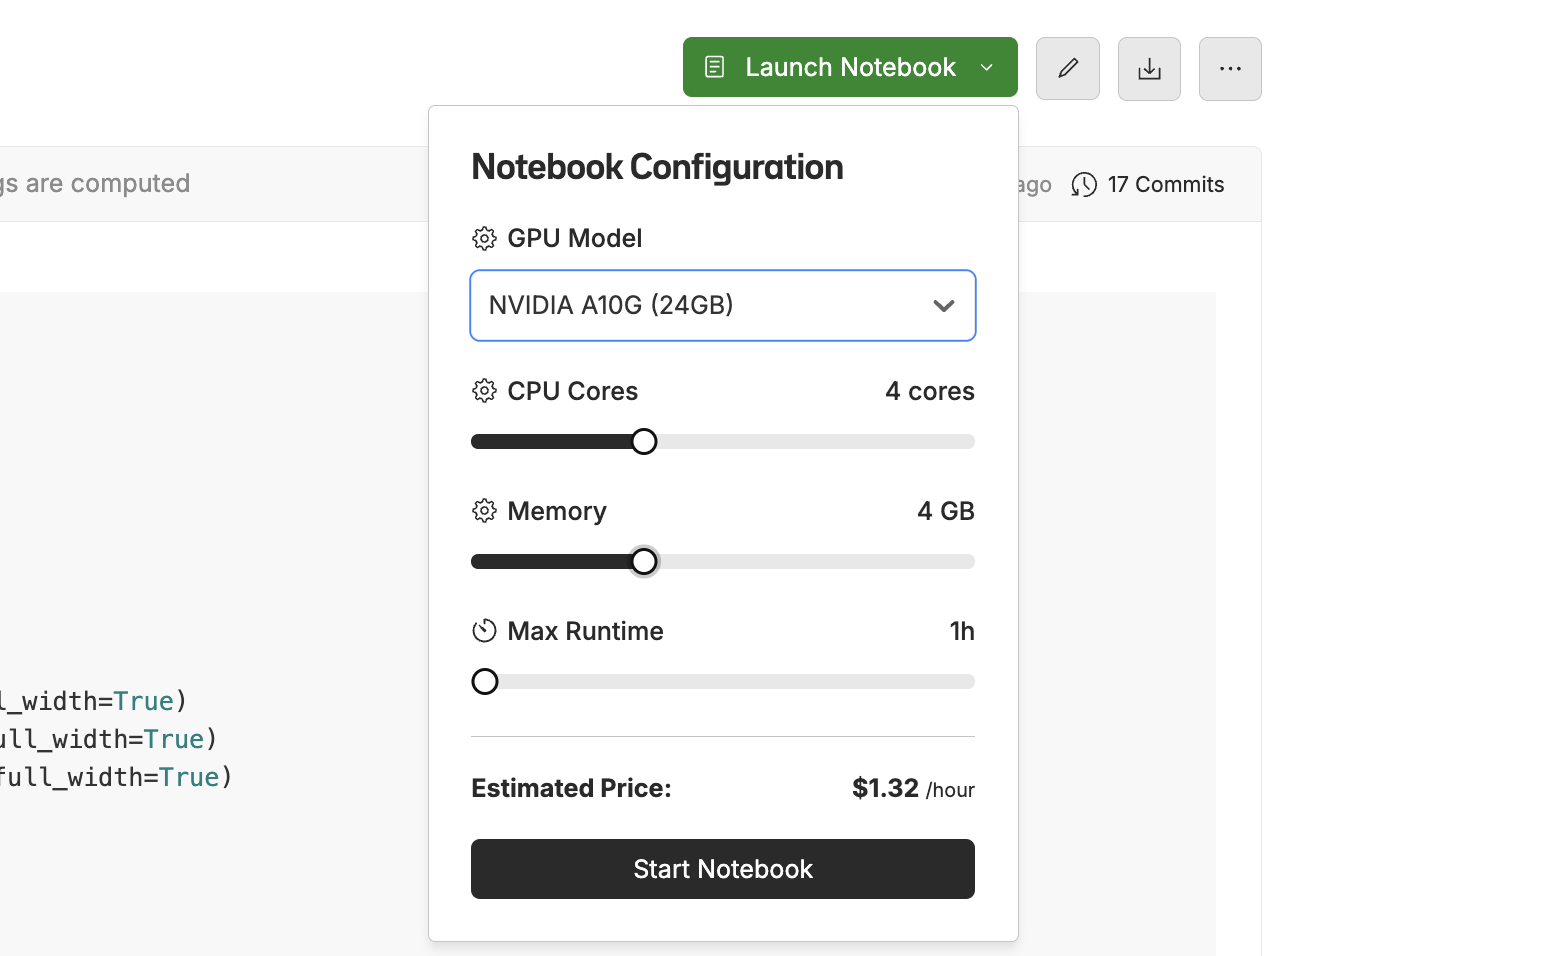 Launch Notebook
gs are computed
ago
17 Commits
Notebook Configuration
GPU Model
NVIDIA A10G (24GB)
CPU Cores
4 cores
Memory
4 GB
Max Runtime
1h
l_width=True)
ull_width=True)
full_width=True)
Estimated Price:
$1.32 /hour
Start Notebook